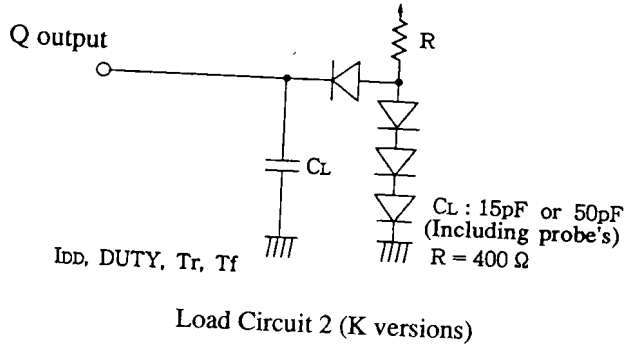 Q output
R
CL
CL : 15pF or 50pF
(Including probe's)
R = 400 Ω
IDD, DUTY, Tr, Tf
Load Circuit 2 (K versions)